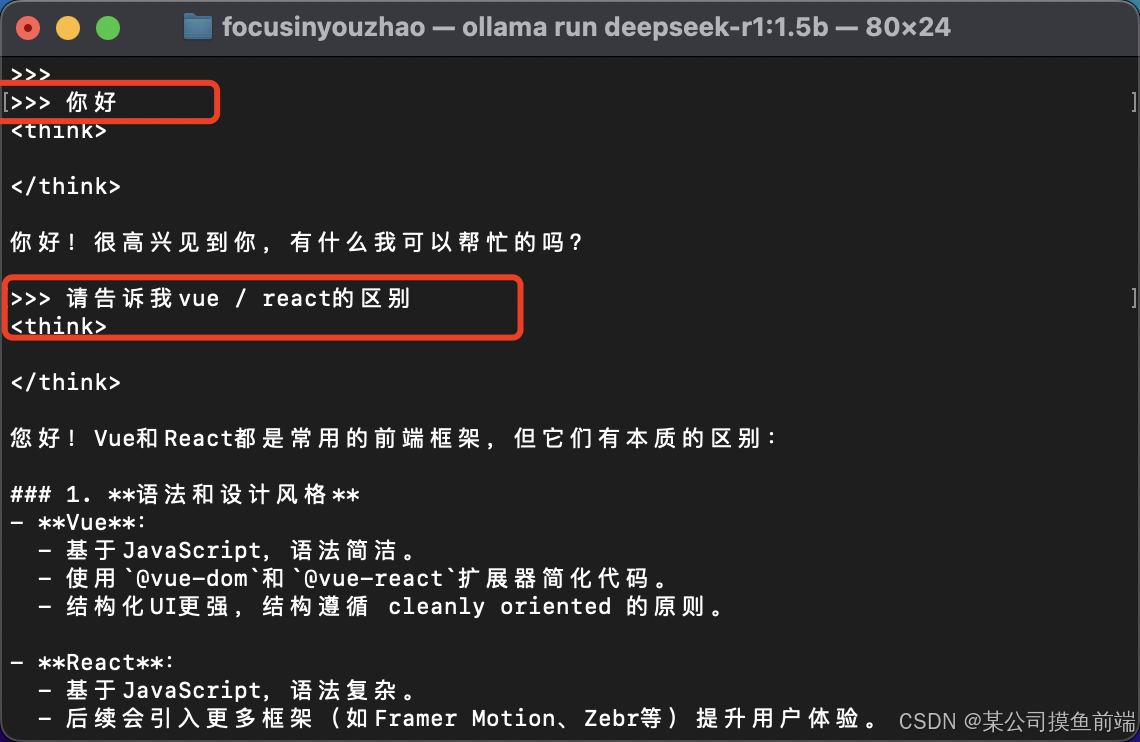 focusinyouzhao — ollama run deepseek-r1:1.5b — 80×24
>>>
[>>> 你好 ]
<think>
</think>
你好！很高兴见到你，有什么我可以帮忙的吗？
>>> 请告诉我vue / react的区别 ]
<think>
</think>
您好！Vue和React都是常用的前端框架，但它们有本质的区别：
### 1. **语法和设计风格**
- **Vue**:
- 基于JavaScript，语法简洁。
- 使用`@vue-dom`和`@vue-react`扩展器简化代码。
- 结构化UI更强，结构遵循 cleanly oriented 的原则。
- **React**:
- 基于JavaScript，语法复杂。
- 后续会引入更多框架（如Framer Motion、Zebr等）提升用户体验。
CSDN @某公司摸鱼前端